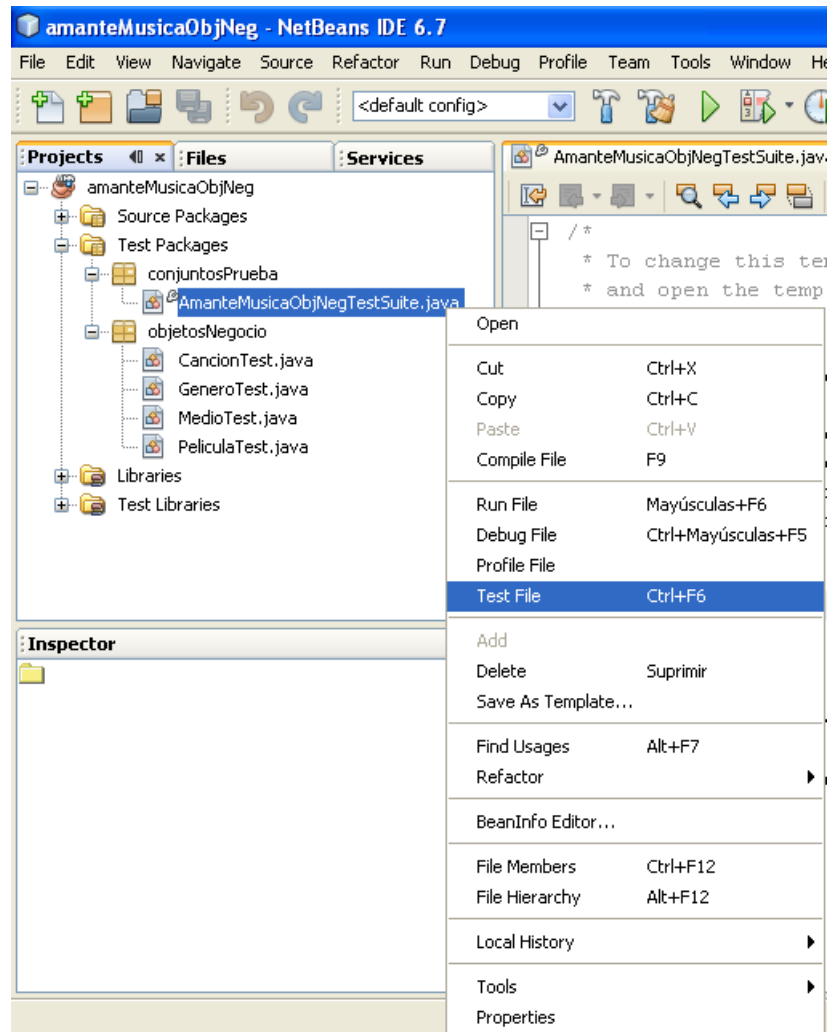 amanteMusicaObjNeg - NetBeans IDE 6.7
File Edit View Navigate Source Refactor Run Debug Profile Team Tools Window He
<default config>
Projects Files Services
AmanteMusicaObjNegTestSuite.jav
amanteMusicaObjNeg
Source Packages
Test Packages
conjuntosPrueba
AmanteMusicaObjNegTestSuite.java
objetosNegocio
CancionTest.java
GeneroTest.java
MedioTest.java
PeliculaTest.java
Libraries
Test Libraries
/*
* To change this ter
* and open the temp
Open
Cut Ctrl+X
Copy Ctrl+C
Paste Ctrl+V
Compile File F9
Run File Mayúsculas+F6
Debug File Ctrl+Mayúsculas+F5
Profile File
Test File Ctrl+F6
Add
Delete Suprimir
Save As Template...
Find Usages Alt+F7
Refactor
BeanInfo Editor...
File Members Ctrl+F12
File Hierarchy Alt+F12
Local History
Tools
Properties
Inspector